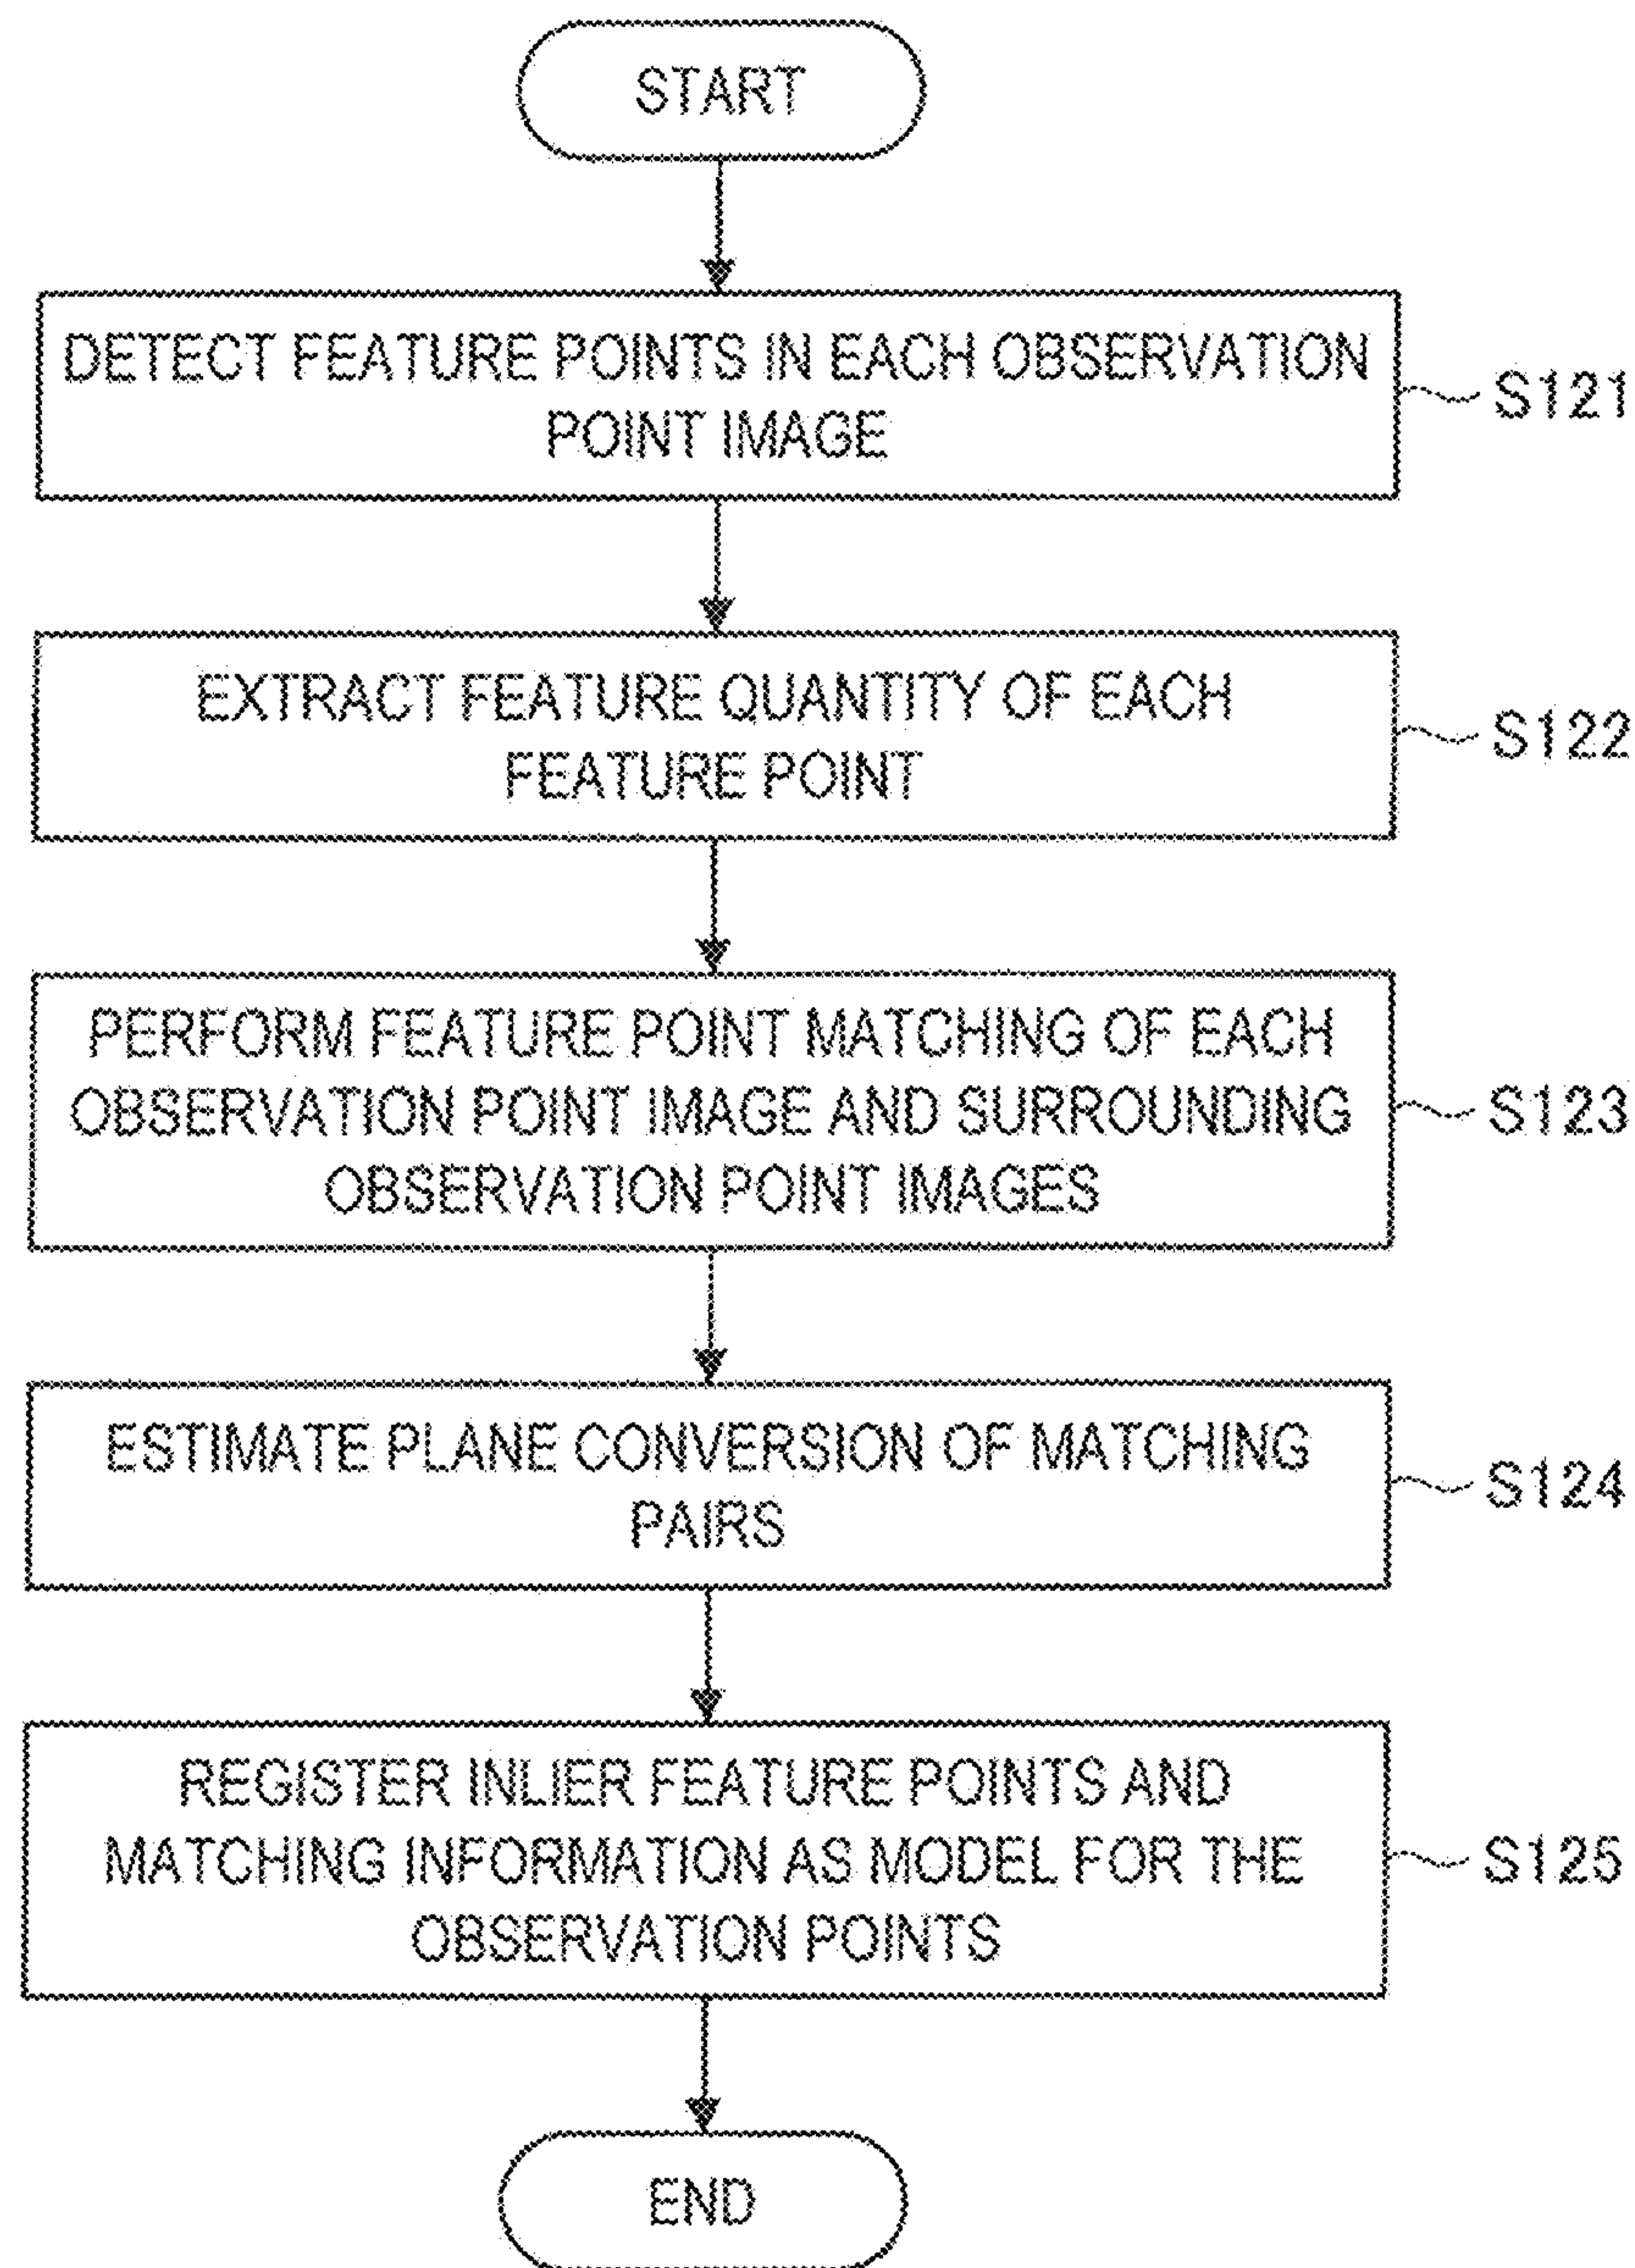 START
DETECT FEATURE POINTS IN EACH OBSERVATION
POINT IMAGE
S121
EXTRACT FEATURE QUANTITY OF EACH
FEATURE POINT
S122
PERFORM FEATURE POINT MATCHING OF EACH
OBSERVATION POINT IMAGE AND SURROUNDING
OBSERVATION POINT IMAGES
S123
ESTIMATE PLANE CONVERSION OF MATCHING
PAIRS
S124
REGISTER INLIER FEATURE POINTS AND
MATCHING INFORMATION AS MODEL FOR THE
OBSERVATION POINTS
S125
END